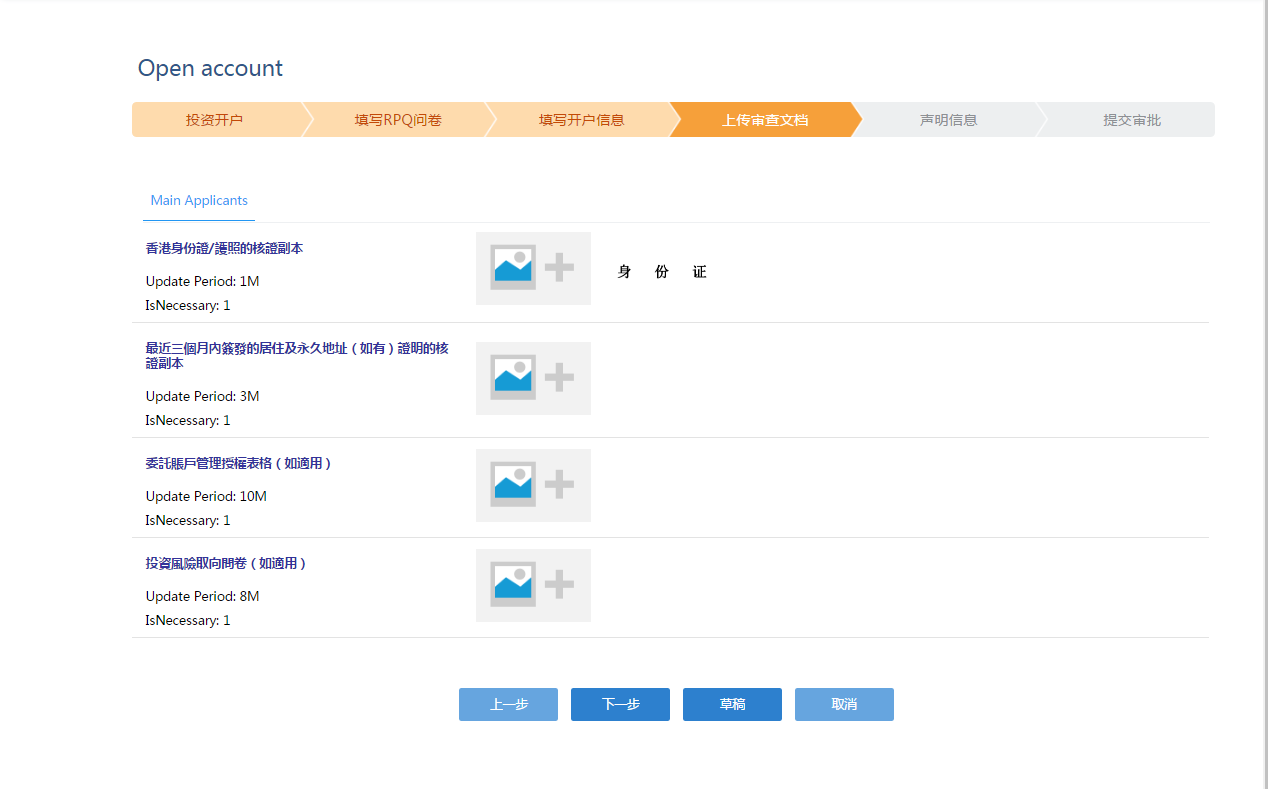 Open account
投资开户 填写RPQ问卷 填写开户信息 上传审查文档 声明信息 提交审批
Main Applicants
香港身份證/護照的核證副本
身 份 证
Update Period: 1M
IsNecessary: 1
最近三個月內簽發的居住及永久地址（如有）證明的核
證副本
Update Period: 3M
IsNecessary: 1
委託賬戶管理授權表格（如適用）
Update Period: 10M
IsNecessary: 1
投資風險取向問卷（如適用）
Update Period: 8M
IsNecessary: 1
上一步 下一步 草稿 取消